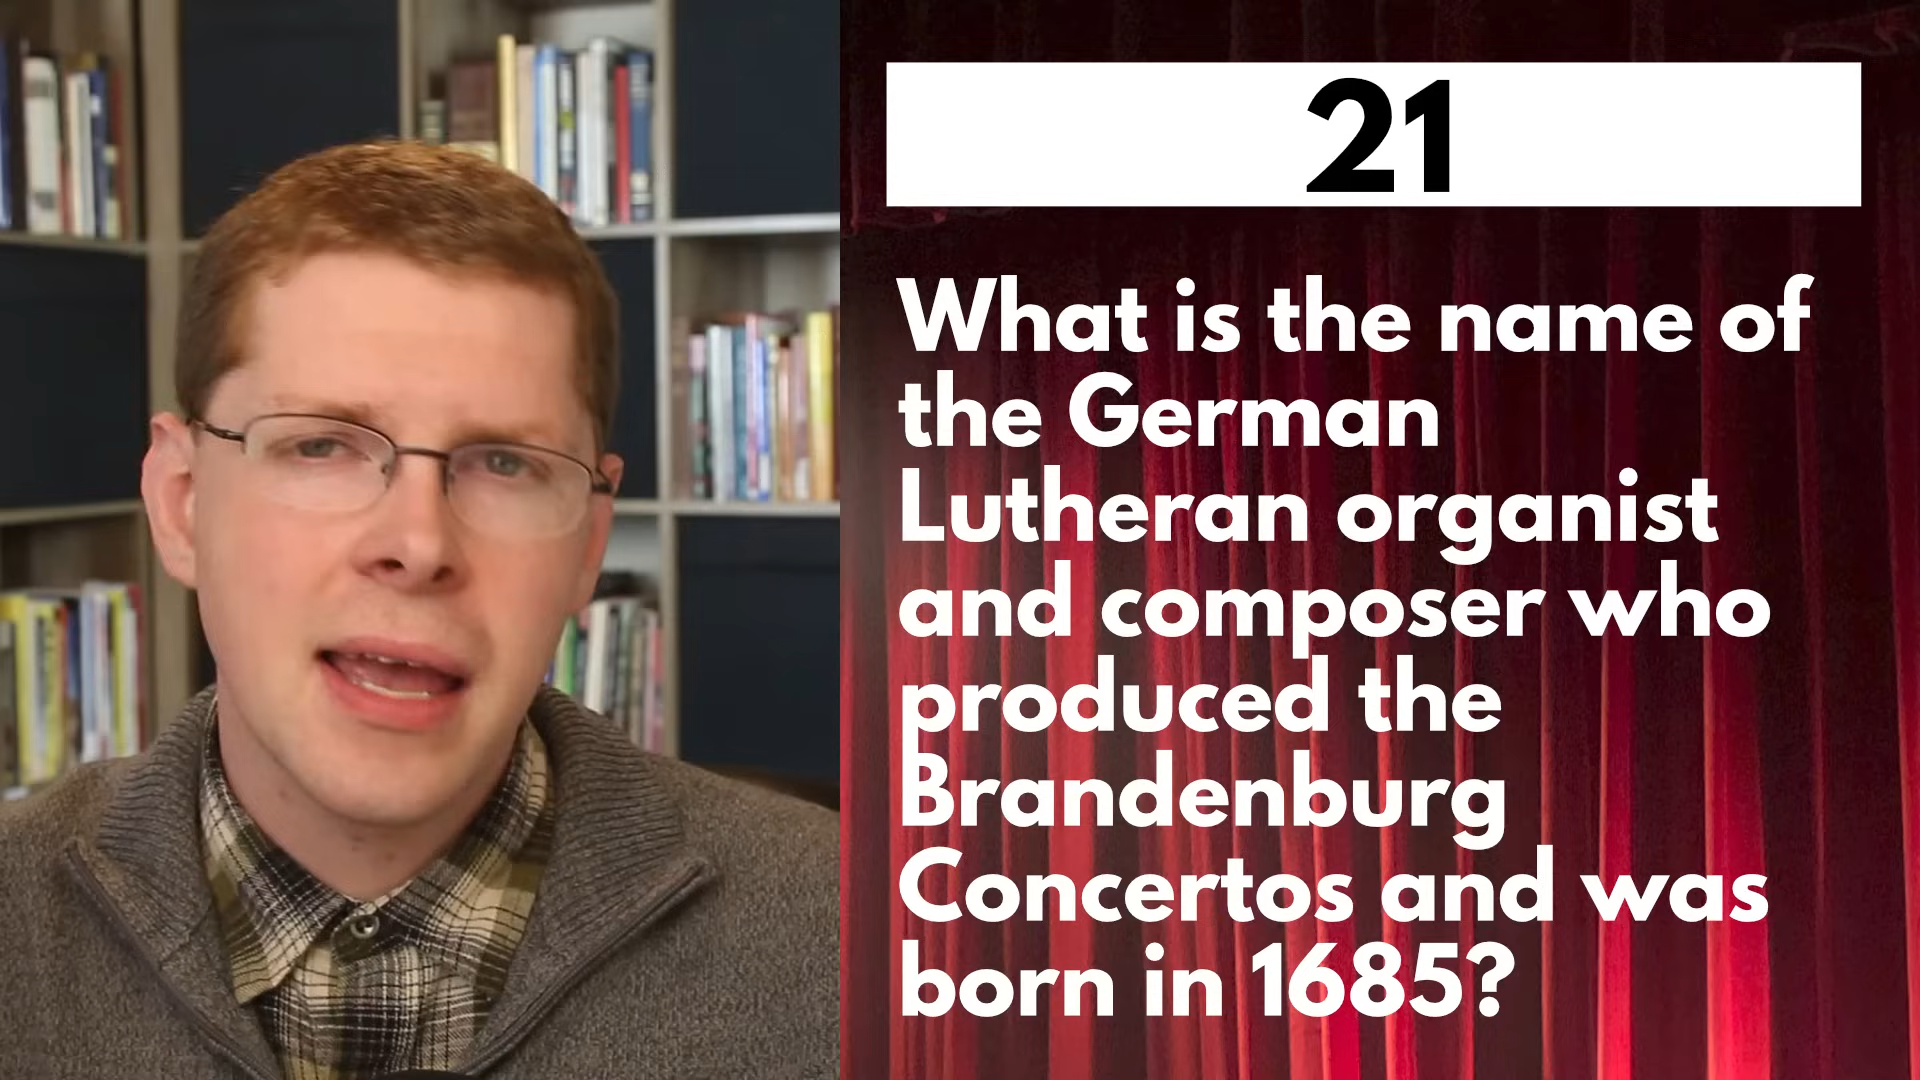 21
What is the name of
the German
Lutheran organist
and composer who
produced the
Brandenburg
Concertos and was
born in 1685?